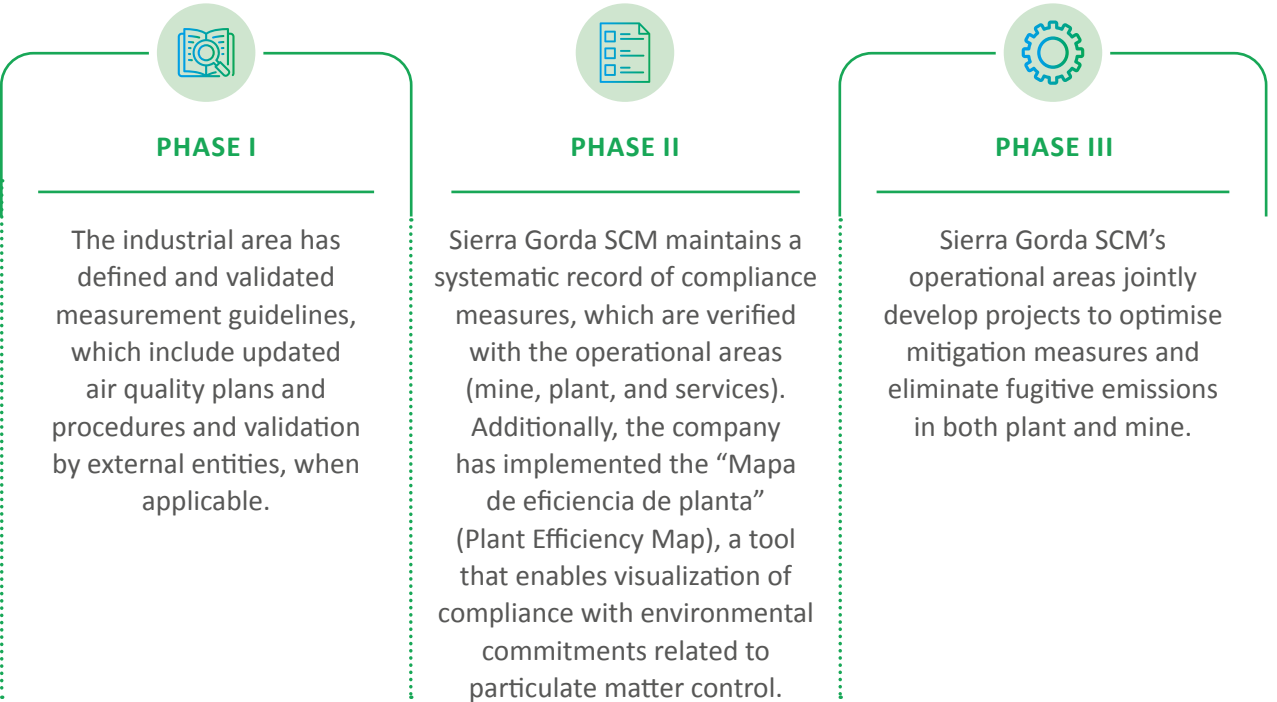 PHASE I
The industrial area has
defined and validated
measurement guidelines,
which include updated
air quality plans and
procedures and validation
by external entities, when
applicable.
PHASE II
Sierra Gorda SCM maintains a
systematic record of compliance
measures, which are verified
with the operational areas
(mine, plant, and services).
Additionally, the company
has implemented the “Mapa
de eficiencia de planta”
(Plant Efficiency Map), a tool
that enables visualization of
compliance with environmental
commitments related to
particulate matter control.
PHASE III
Sierra Gorda SCM’s
operational areas jointly
develop projects to optimise
mitigation measures and
eliminate fugitive emissions
in both plant and mine.